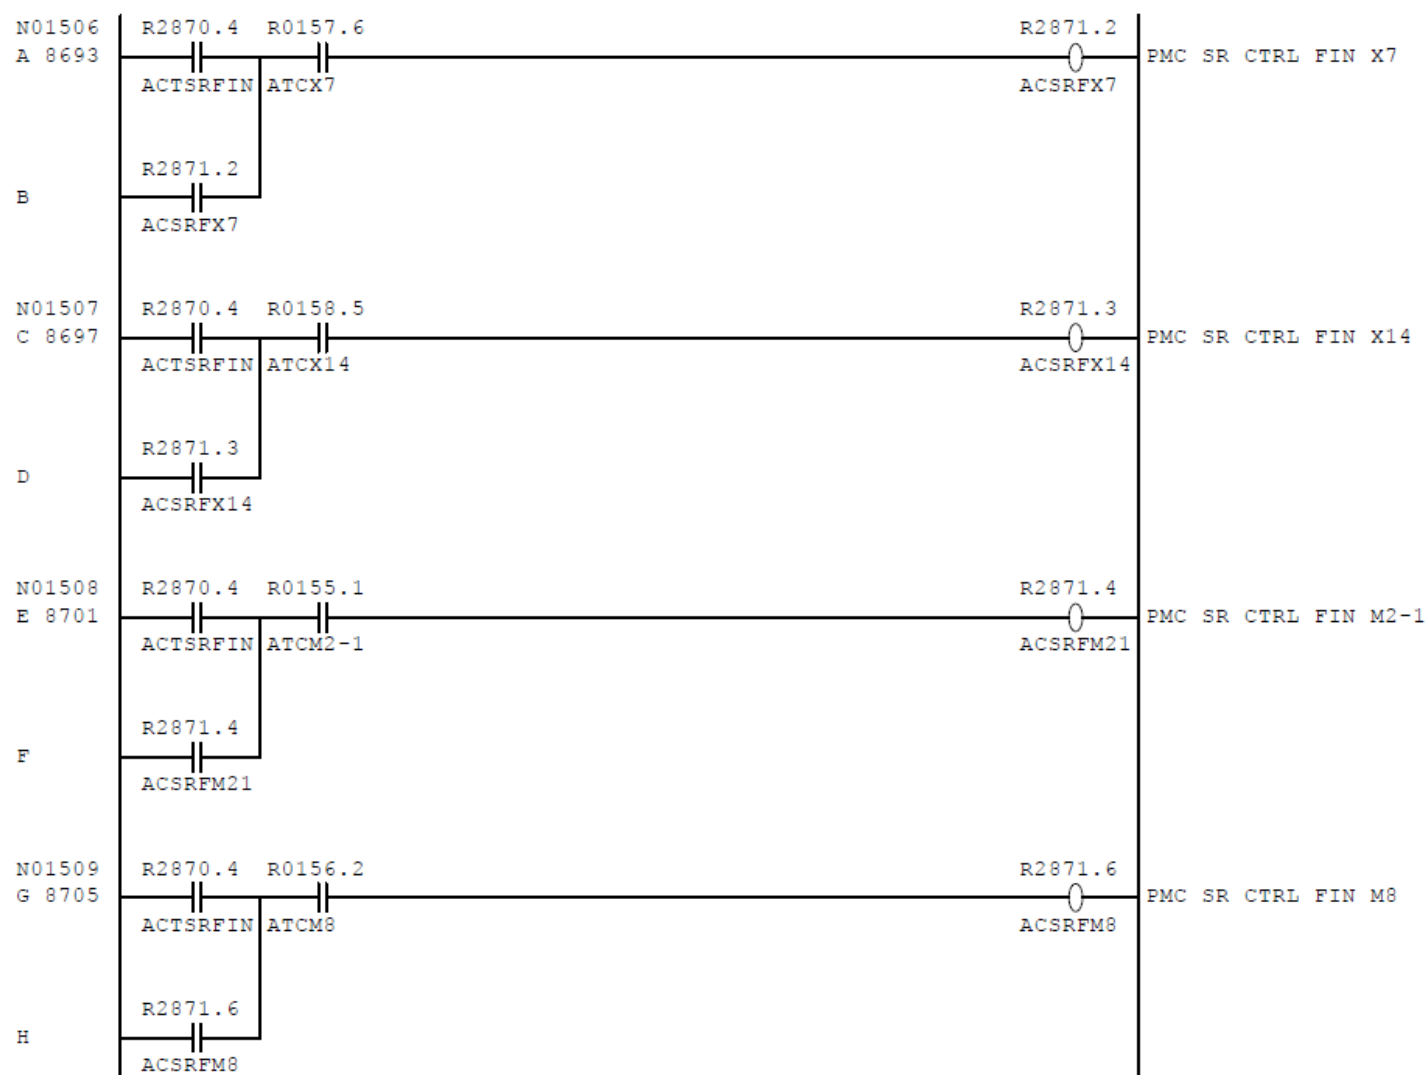 N01506 R2870.4 R0157.6 R2871.2
A 8693 PMC SR CTRL FIN X7
ACTSRFIN ATCX7 ACSRFX7
R2871.2
B
ACSRFX7
N01507 R2870.4 R0158.5 R2871.3
C 8697 PMC SR CTRL FIN X14
ACTSRFIN ATCX14 ACSRFX14
R2871.3
D
ACSRFX14
N01508 R2870.4 R0155.1 R2871.4
E 8701 PMC SR CTRL FIN M2-1
ACTSRFIN ATCM2-1 ACSRFM21
R2871.4
F
ACSRFM21
N01509 R2870.4 R0156.2 R2871.6
G 8705 PMC SR CTRL FIN M8
ACTSRFIN ATCM8 ACSRFM8
R2871.6
H
ACSRFM8